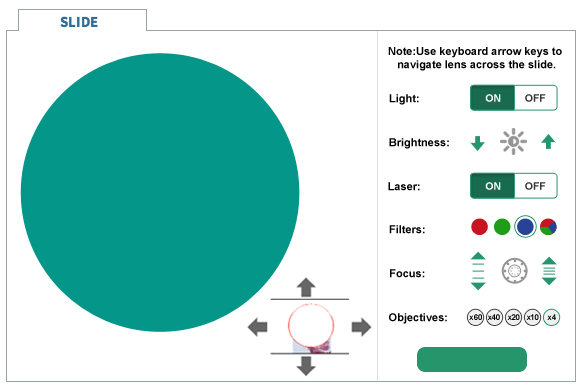 SLIDE
Note:Use keyboard arrow keys to
navigate lens across the slide.
Light: ON OFF
Brightness:
Laser: ON OFF
Filters:
Focus:
Objectives: x60 x40 x20 x10 x4